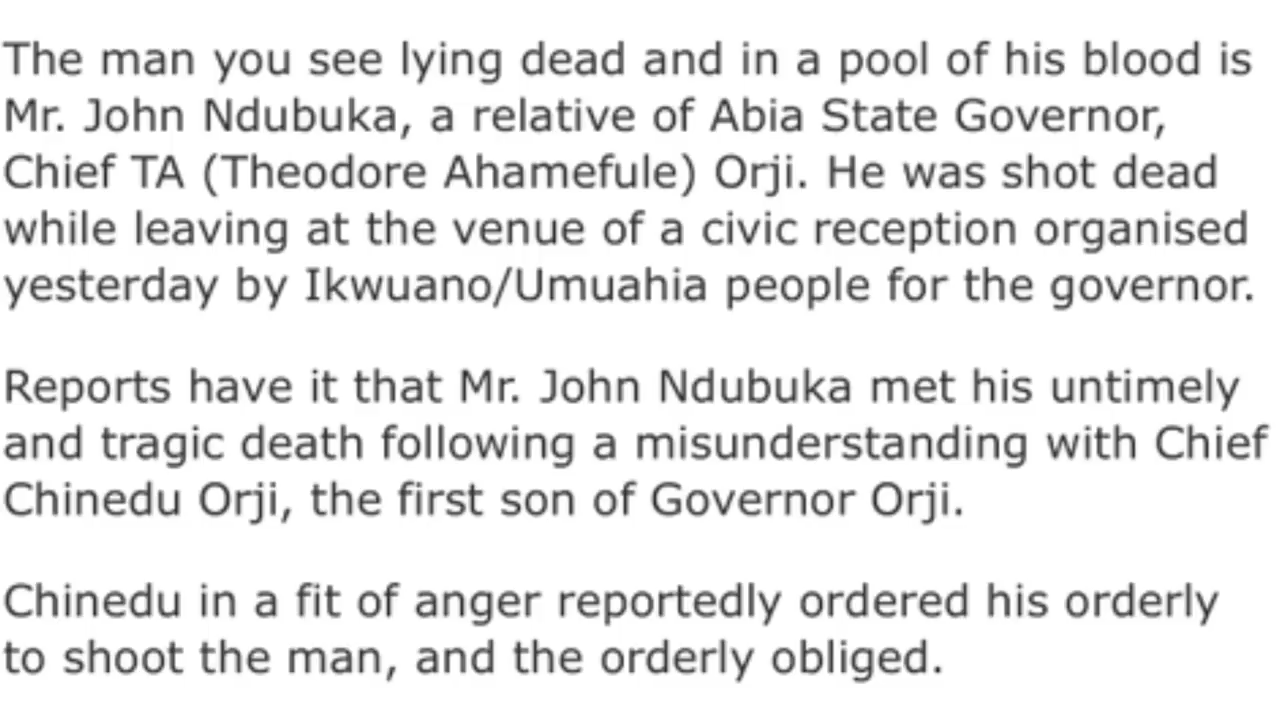 The man you see lying dead and in a pool of his blood is
Mr. John Ndubuka, a relative of Abia State Governor,
Chief TA (Theodore Ahamefule) Orji. He was shot dead
while leaving at the venue of a civic reception organised
yesterday by Ikwuano/Umuahia people for the governor.
Reports have it that Mr. John Ndubuka met his untimely
and tragic death following a misunderstanding with Chief
Chinedu Orji, the first son of Governor Orji.
Chinedu in a fit of anger reportedly ordered his orderly
to shoot the man, and the orderly obliged.